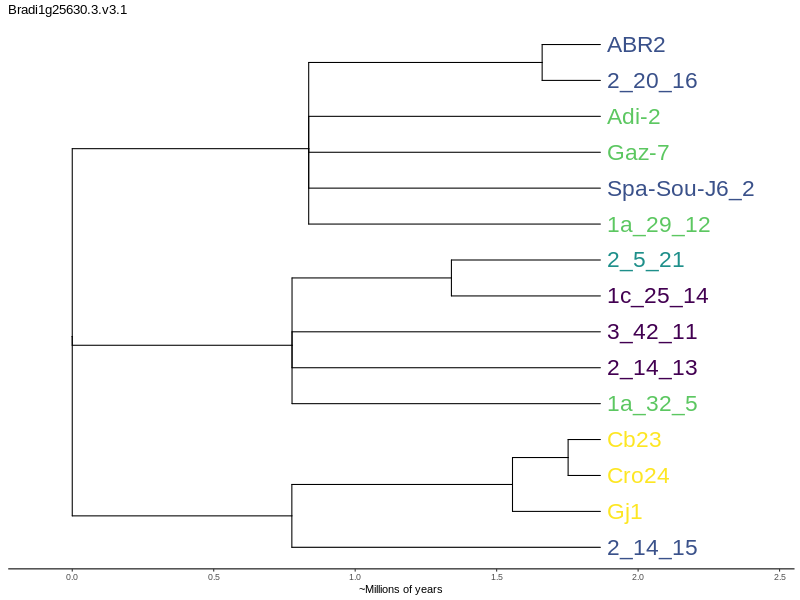 Bradi1g25630.3.v3.1
ABR2
2_20_16
Adi-2
Gaz-7
Spa-Sou-J6_2
1a_29_12
2_5_21
1c_25_14
3_42_11
2_14_13
1a_32_5
Cb23
Cro24
Gj1
2_14_15
0.0 0.5 1.0 1.5 2.0 2.5
~Millions of years